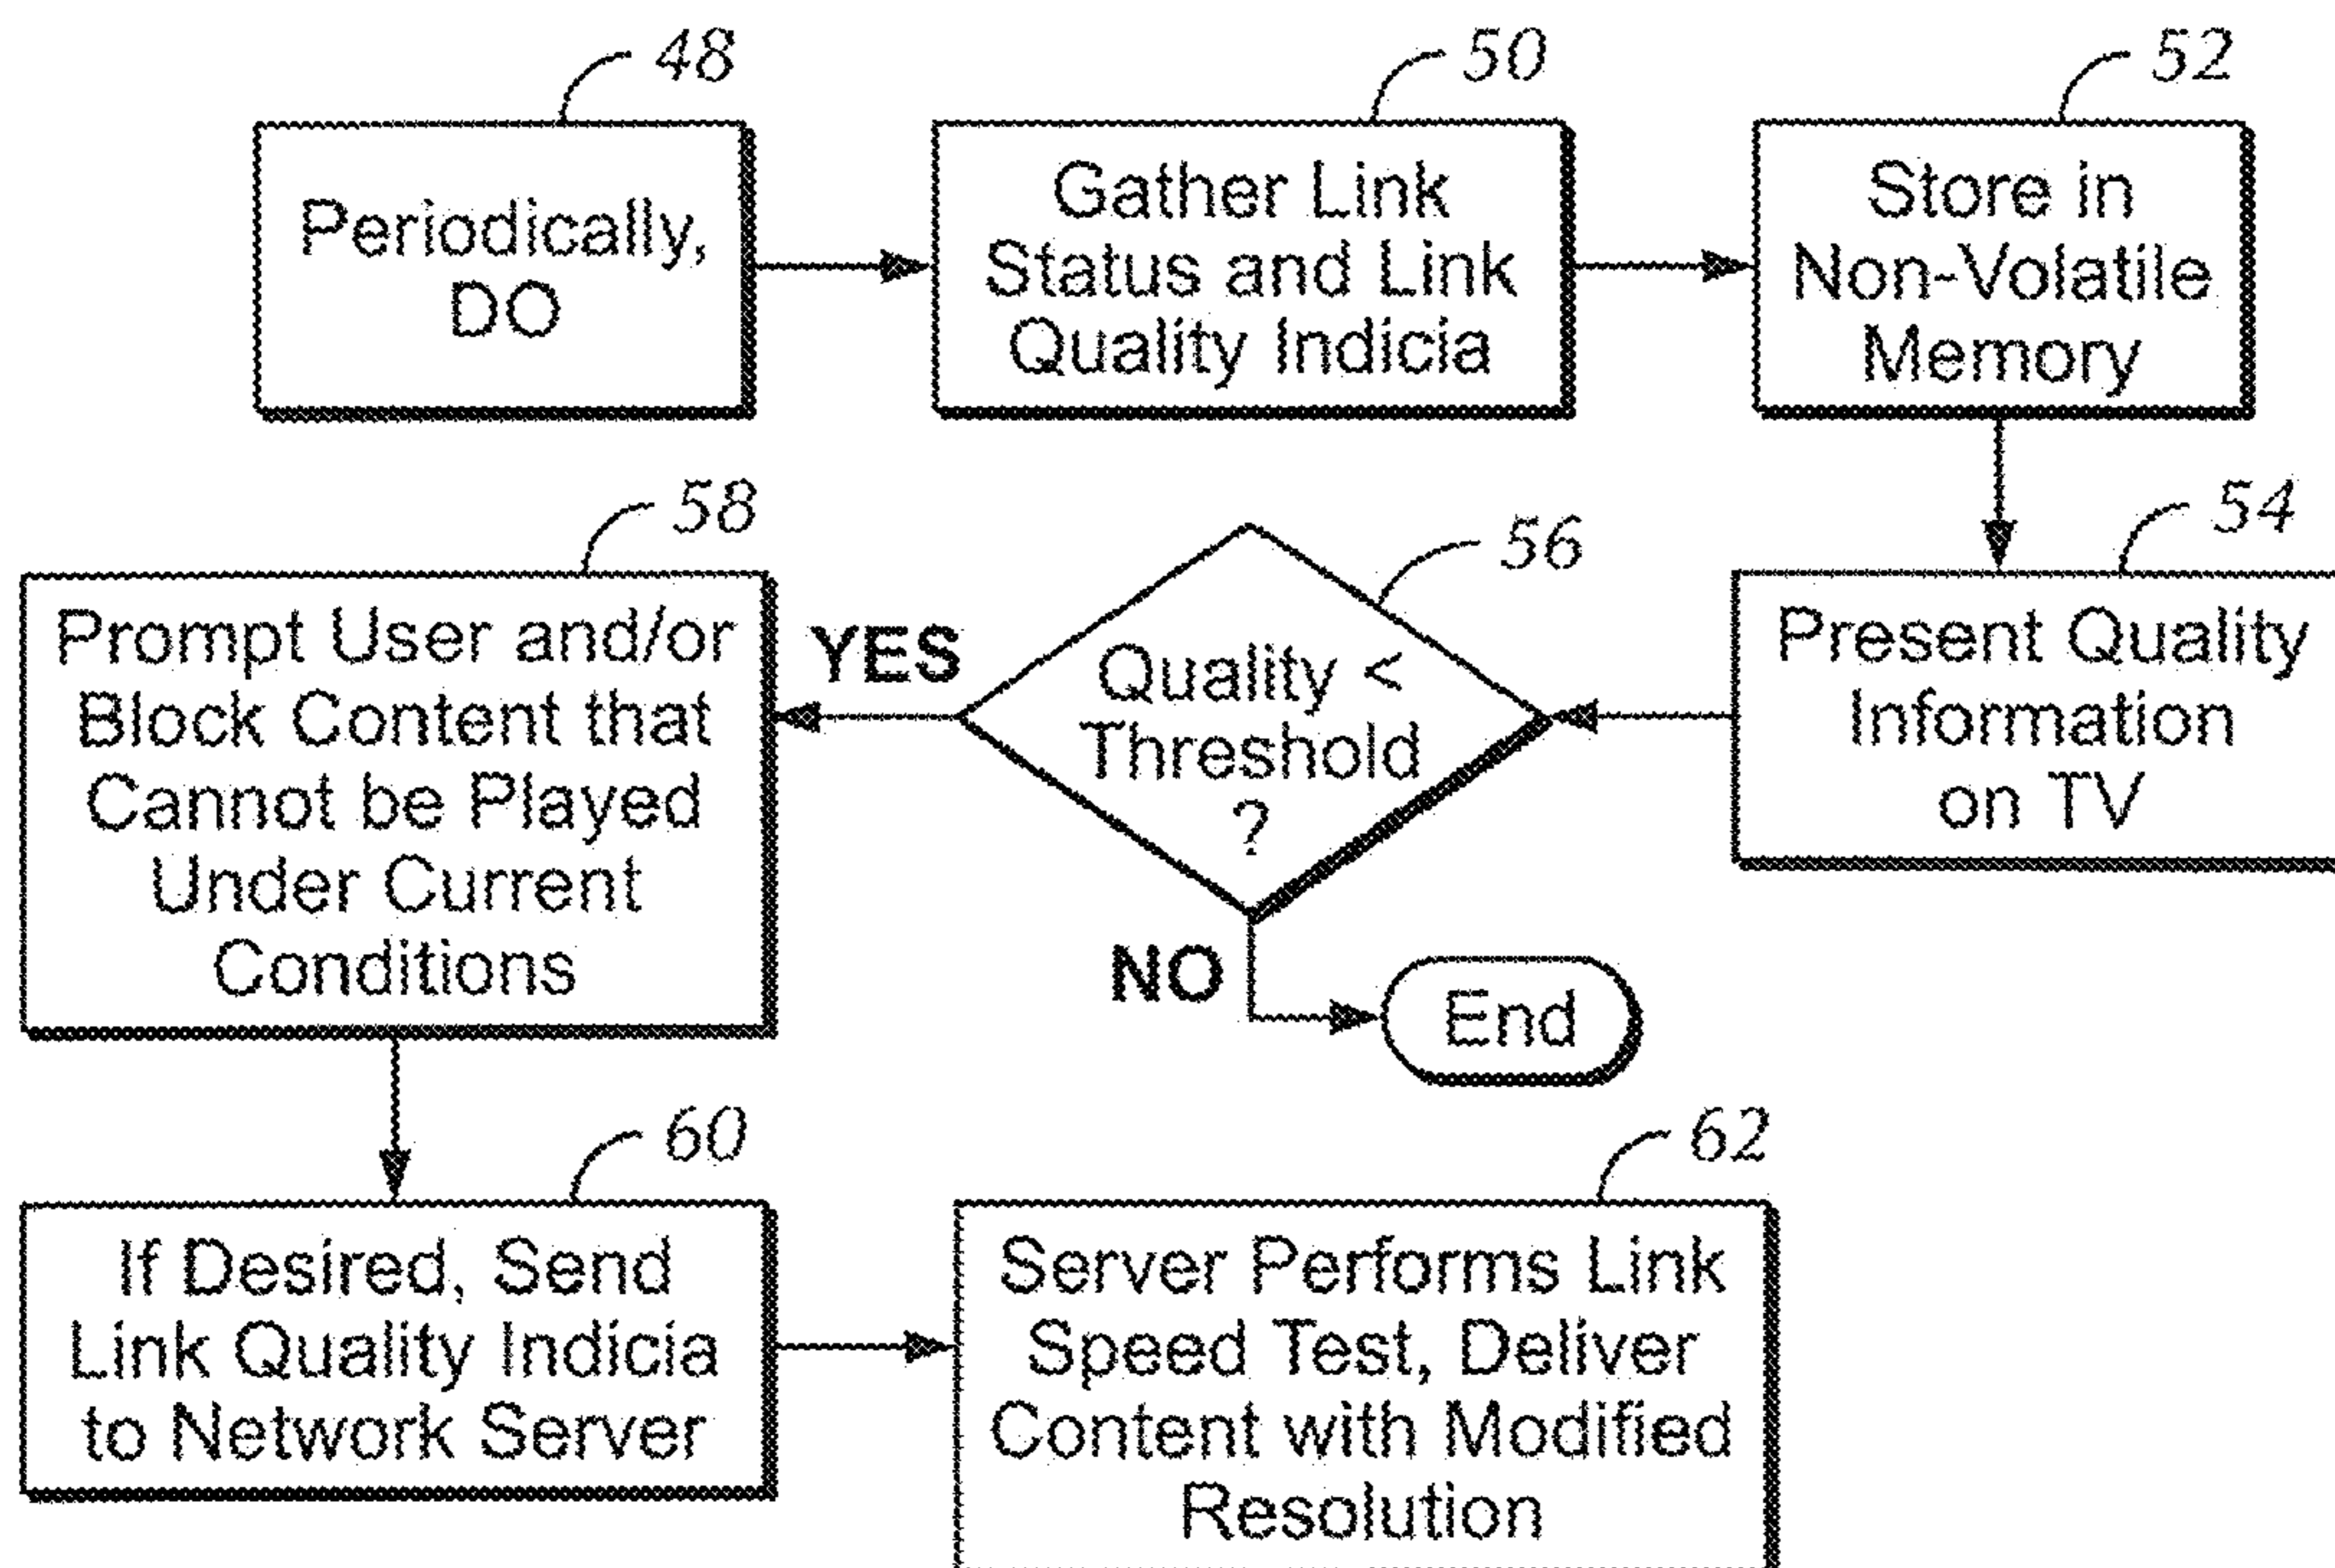 48
Periodically,
DO
50
Gather Link
Status and Link
Quality Indicia
52
Store in
Non-Volatile
Memory
54
Present Quality
Information
on TV
56
Quality <
Threshold
?
YES
NO
End
58
Prompt User and/or
Block Content that
Cannot be Played
Under Current
Conditions
60
If Desired, Send
Link Quality Indicia
to Network Server
62
Server Performs Link
Speed Test, Deliver
Content with Modified
Resolution